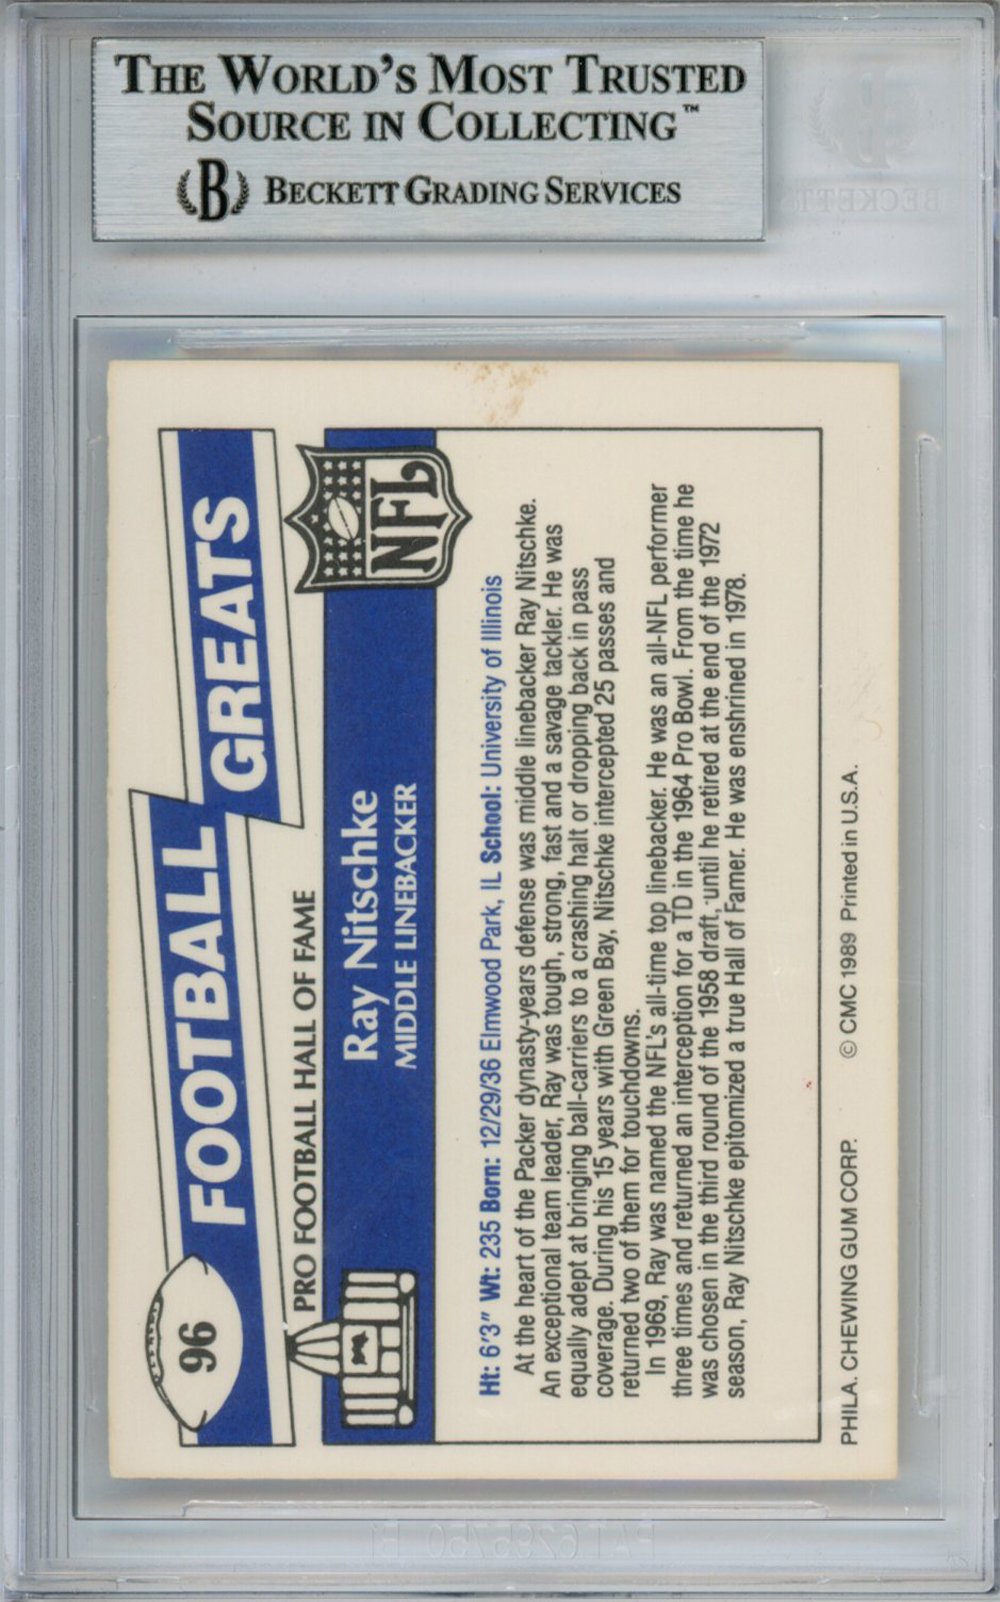 THE WORLD'S MOST TRUSTED
SOURCE IN COLLECTING™
B BECKETT GRADING SERVICES
BECKETT
96
FOOTBALL GREATS
PRO FOOTBALL HALL OF FAME
Ray Nitschke
MIDDLE LINEBACKER
NFL
Ht: 6'3" Wt: 235 Born: 12/29/36 Elmwood Park, IL School: University of Illinois
At the heart of the Packer dynasty-years defense was middle linebacker Ray Nitschke.
An exceptional team leader, Ray was tough, strong, fast and a savage tackler. He was
equally adept at bringing ball-carriers to a crashing halt or dropping back in pass
coverage. During his 15 years with Green Bay, Nitschke intercepted 25 passes and
returned two of them for touchdowns.
In 1969, Ray was named the NFL's all-time top linebacker. He was an all-NFL performer
three times and returned an interception for a TD in the 1964 Pro Bowl. From the time he
was chosen in the third round of the 1958 draft, until he retired at the end of the 1972
season, Ray Nitschke epitomized a true Hall of Famer. He was enshrined in 1978.
PHILA. CHEWING GUM CORP. © CMC 1989 Printed in U.S.A.